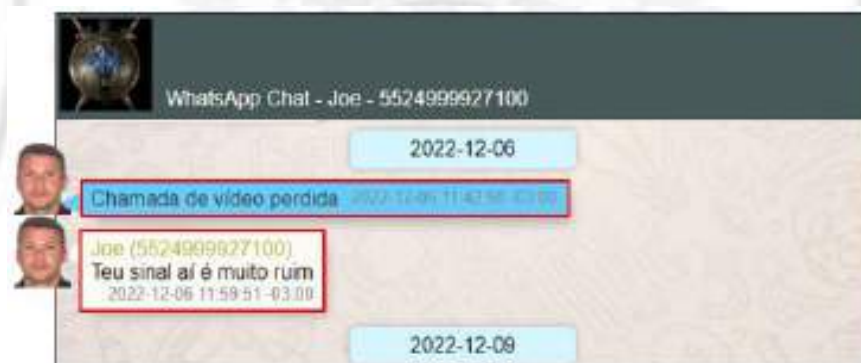 WhatsApp Chat - Joe - 5524999927100
2022-12-06
Chamada de vídeo perdida
Joe (5524999927100)
Teu sinal aí é muito ruim
2022-12-06 11:59:51 -03:00
2022-12-09